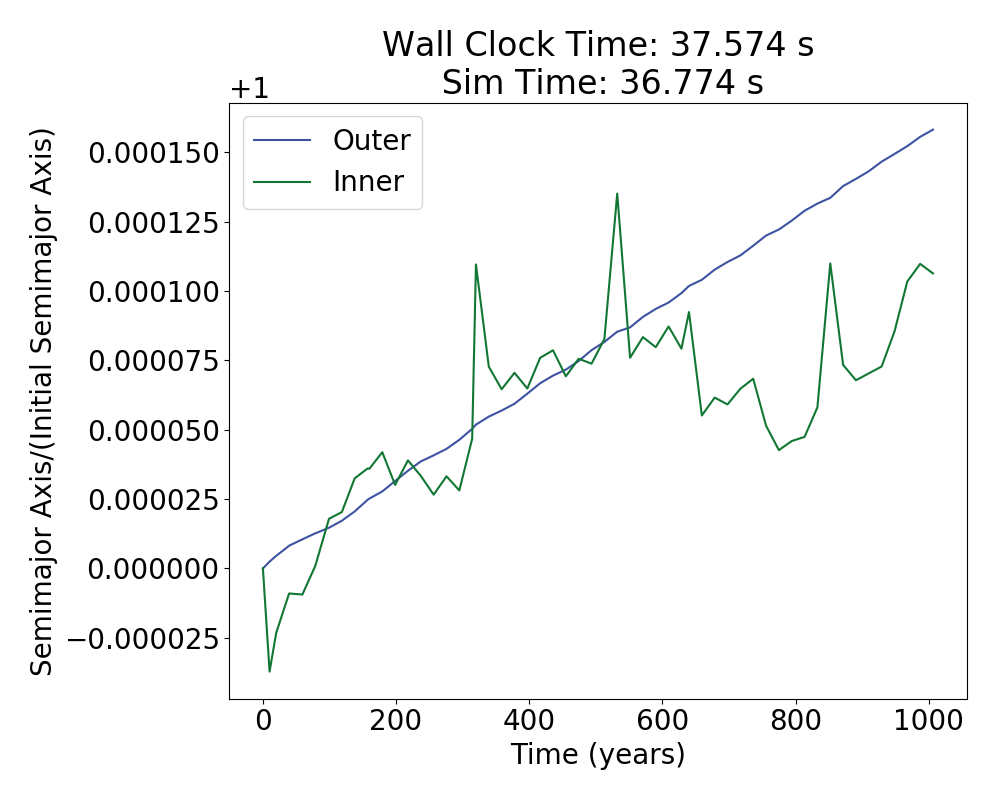 Wall Clock Time: 37.574 s
Sim Time: 36.774 s
+1
Outer
Inner
0.000150
0.000125
0.000100
0.000075
0.000050
0.000025
0.000000
−0.000025
Semimajor Axis/(Initial Semimajor Axis)
0 200 400 600 800 1000
Time (years)